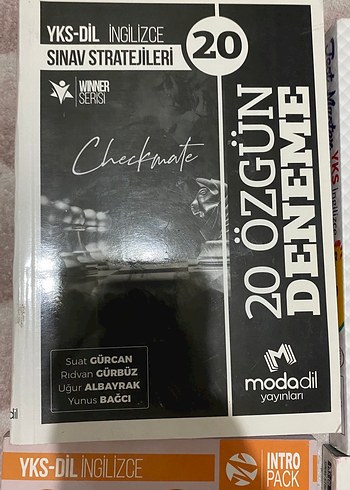 YKS-DİL İNGİLİZCE
SINAV STRATEJİLERİ
20
WINNER
SERİSİ
Checkmate
20 ÖZGÜN
DENEME
Suat GÜRCAN
Rıdvan GÜRBÜZ
Uğur ALBAYRAK
Yunus BAĞCI
modadil
yayınları
YKS-DİL İNGİLİZCE
INTRO
PACK